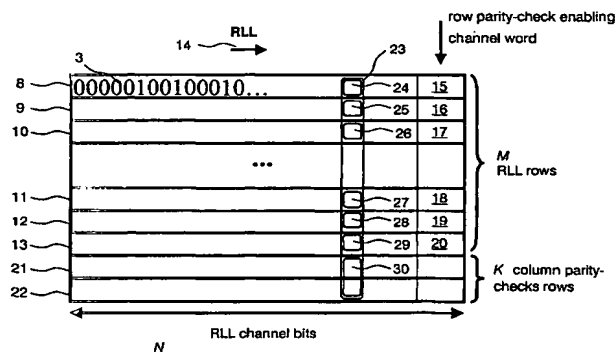 RLL
14
row parity-check enabling
channel word
3
23
8
00000100100010...
24
15
9
25
16
10
26
17
...
M
RLL rows
11
27
18
12
28
19
13
29
20
21
30
K column parity-
checks rows
22
RLL channel bits
N